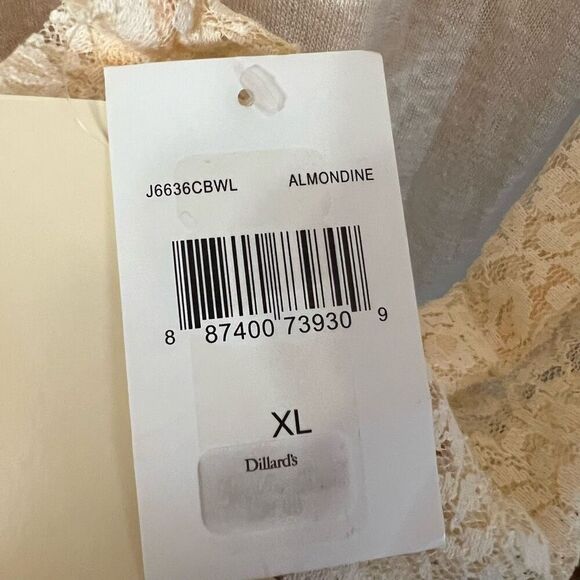 J6636CBWL ALMONDINE
8 87400 73930 9
XL
Dillard's